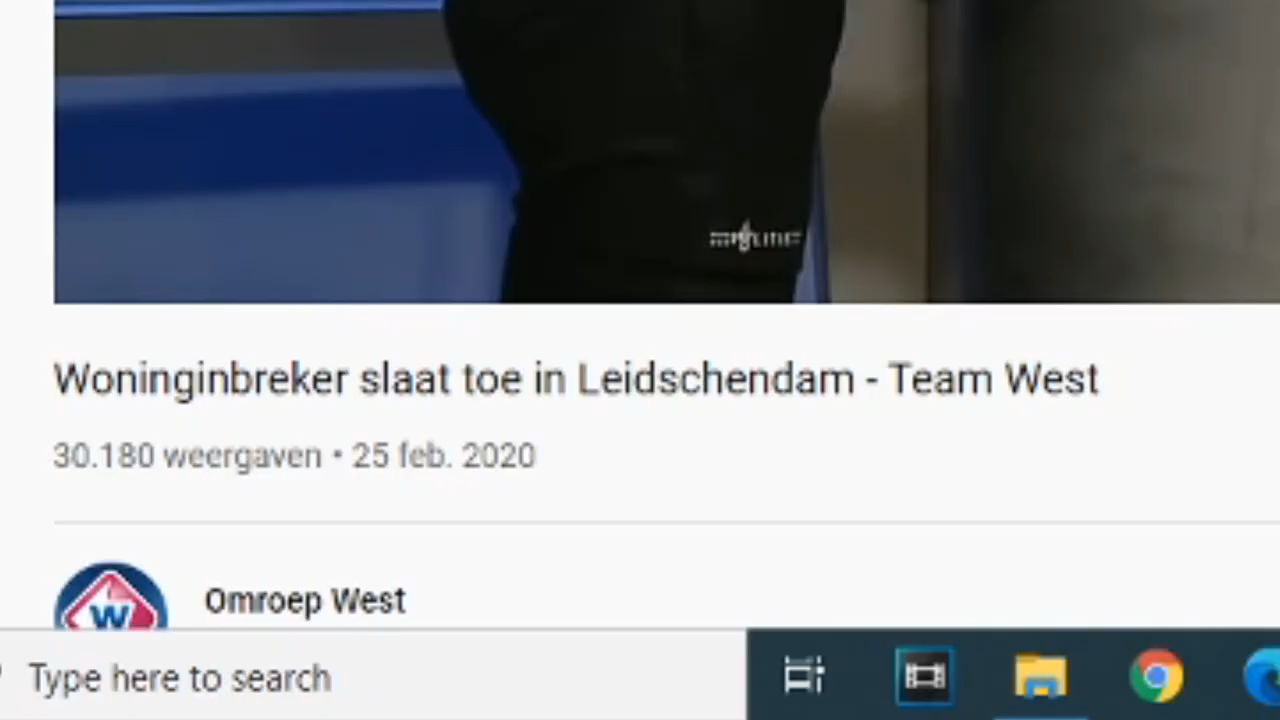 Woninginbreker slaat toe in Leidschendam - Team West
30.180 weergaven • 25 feb. 2020
W
Omroep West
Type here to search